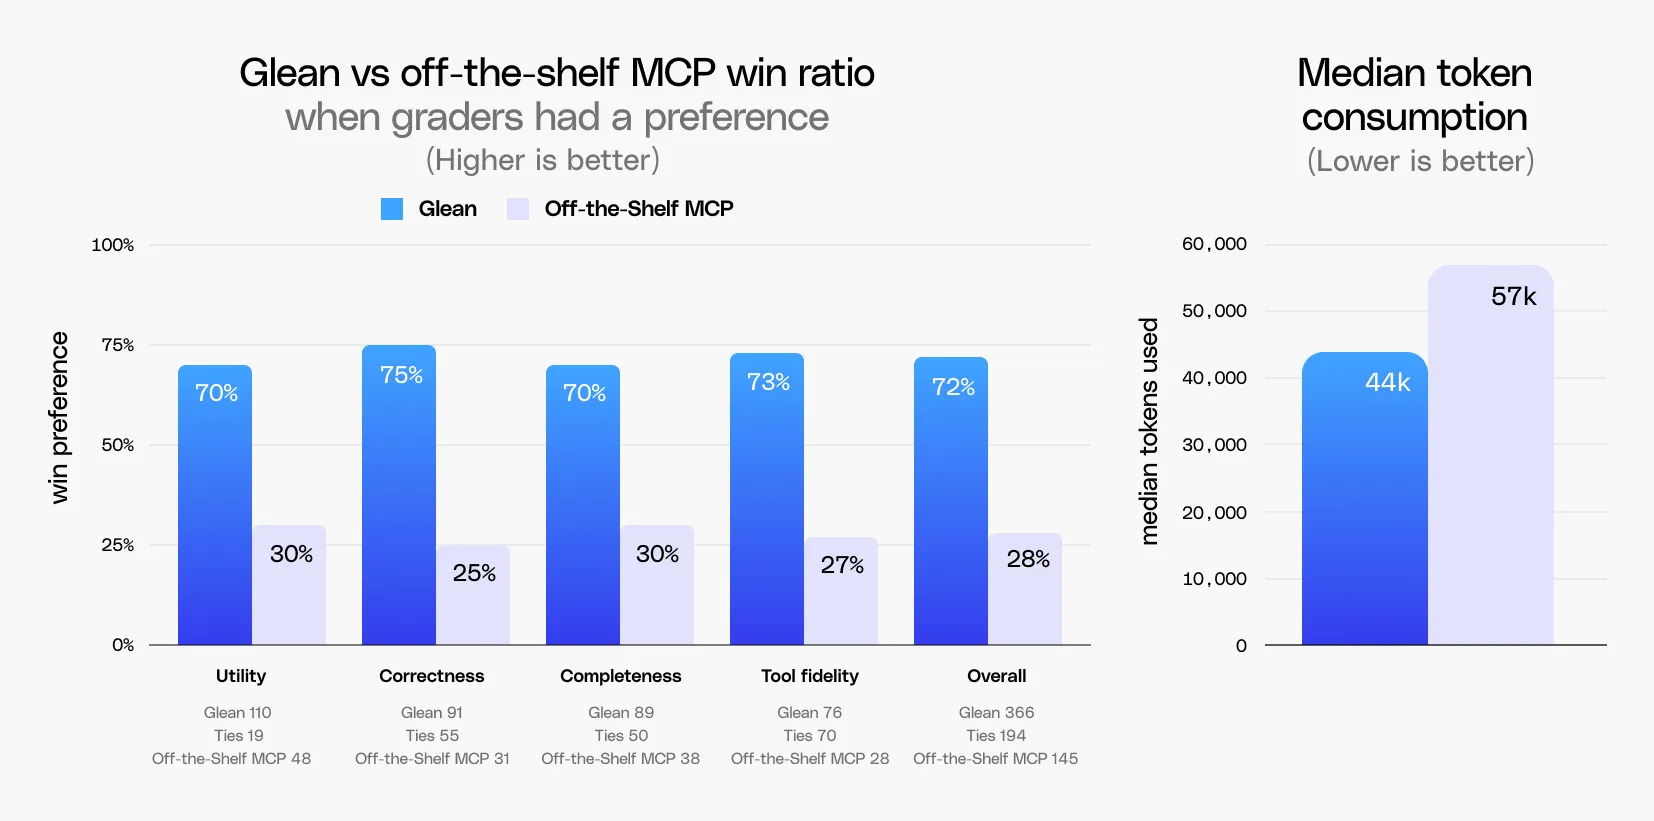 Glean vs off-the-shelf MCP win ratio
when graders had a preference
(Higher is better)
Glean
Off-the-Shelf MCP
win preference
100%
75%
50%
25%
0%
70%
30%
75%
25%
70%
30%
73%
27%
72%
28%
Utility
Glean 110
Ties 19
Off-the-Shelf MCP 48
Correctness
Glean 91
Ties 55
Off-the-Shelf MCP 31
Completeness
Glean 89
Ties 50
Off-the-Shelf MCP 38
Tool fidelity
Glean 76
Ties 70
Off-the-Shelf MCP 28
Overall
Glean 366
Ties 194
Off-the-Shelf MCP 145
Median token
consumption
(Lower is better)
median tokens used
60,000
50,000
40,000
30,000
20,000
10,000
0
44k
57k